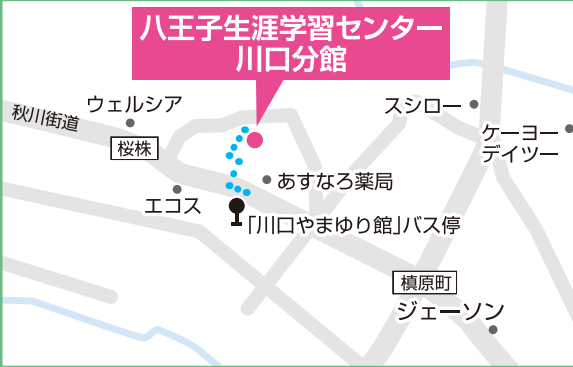 八王子生涯学習センター
川口分館
ウェルシア
秋川街道
桜株
スシロー
ケーヨー
デイツー
あすなろ薬局
エコス
「川口やまゆり館」バス停
槙原町
ジェーソン